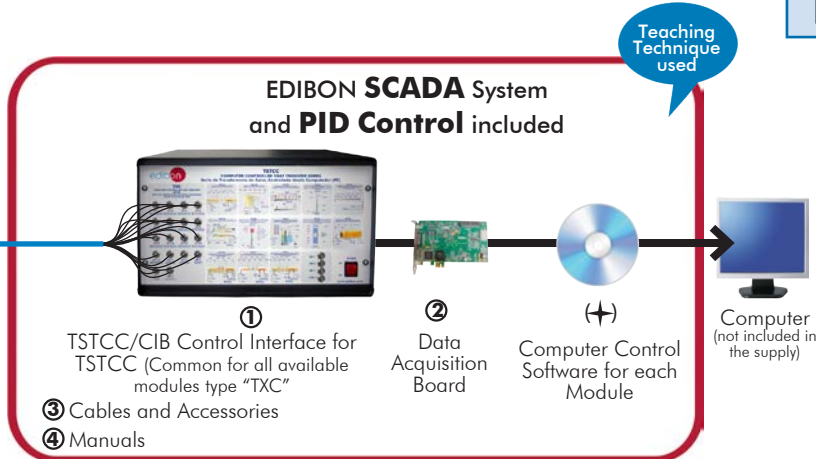 Teaching
Technique
used
EDIBON SCADA System
and PID Control included
edibon
TSTCC
①
TSTCC/CIB Control Interface for
TSTCC (Common for all available
modules type “TXC”
②
Data
Acquisition
Board
(✦)
Computer Control
Software for each
Module
Computer
(not included in
the supply)
③ Cables and Accessories
④ Manuals